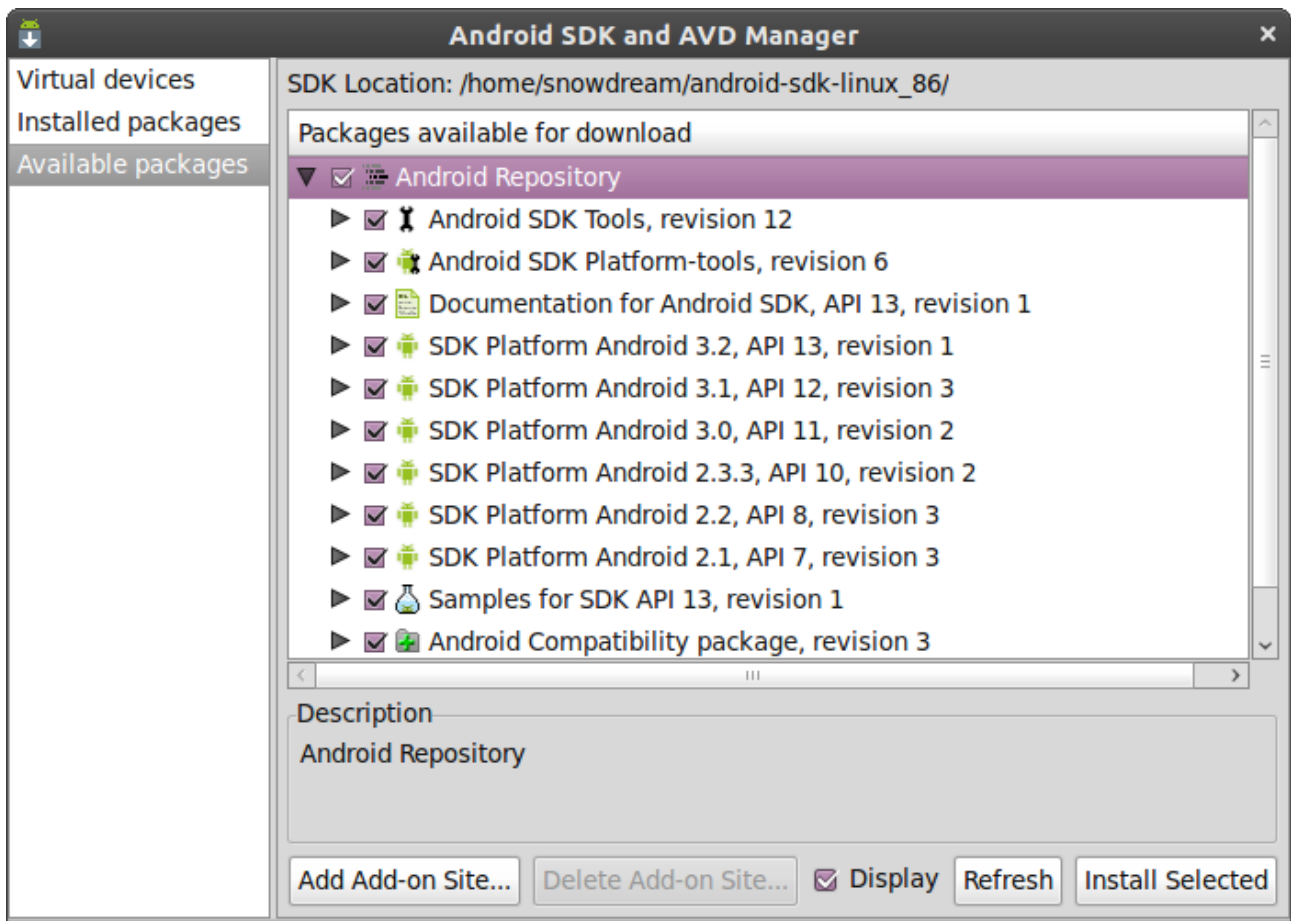 Android SDK and AVD Manager
Virtual devices
Installed packages
Available packages
SDK Location: /home/snowdream/android-sdk-linux_86/
Packages available for download
Android Repository
Android SDK Tools, revision 12
Android SDK Platform-tools, revision 6
Documentation for Android SDK, API 13, revision 1
SDK Platform Android 3.2, API 13, revision 1
SDK Platform Android 3.1, API 12, revision 3
SDK Platform Android 3.0, API 11, revision 2
SDK Platform Android 2.3.3, API 10, revision 2
SDK Platform Android 2.2, API 8, revision 3
SDK Platform Android 2.1, API 7, revision 3
Samples for SDK API 13, revision 1
Android Compatibility package, revision 3
Description
Android Repository
Add Add-on Site... Delete Add-on Site... Display Refresh Install Selected